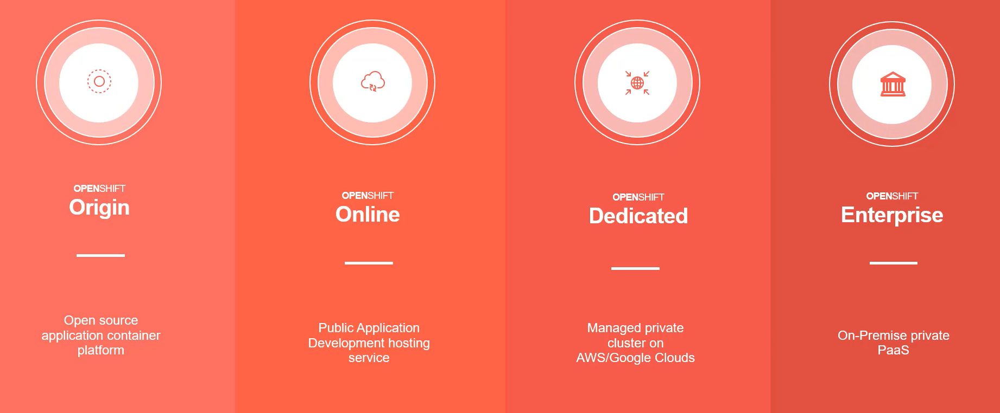 OPENSHIFT
Origin
Open source
application container
platform
OPENSHIFT
Online
Public Application
Development hosting
service
OPENSHIFT
Dedicated
Managed private
cluster on
AWS/Google Clouds
OPENSHIFT
Enterprise
On-Premise private
PaaS